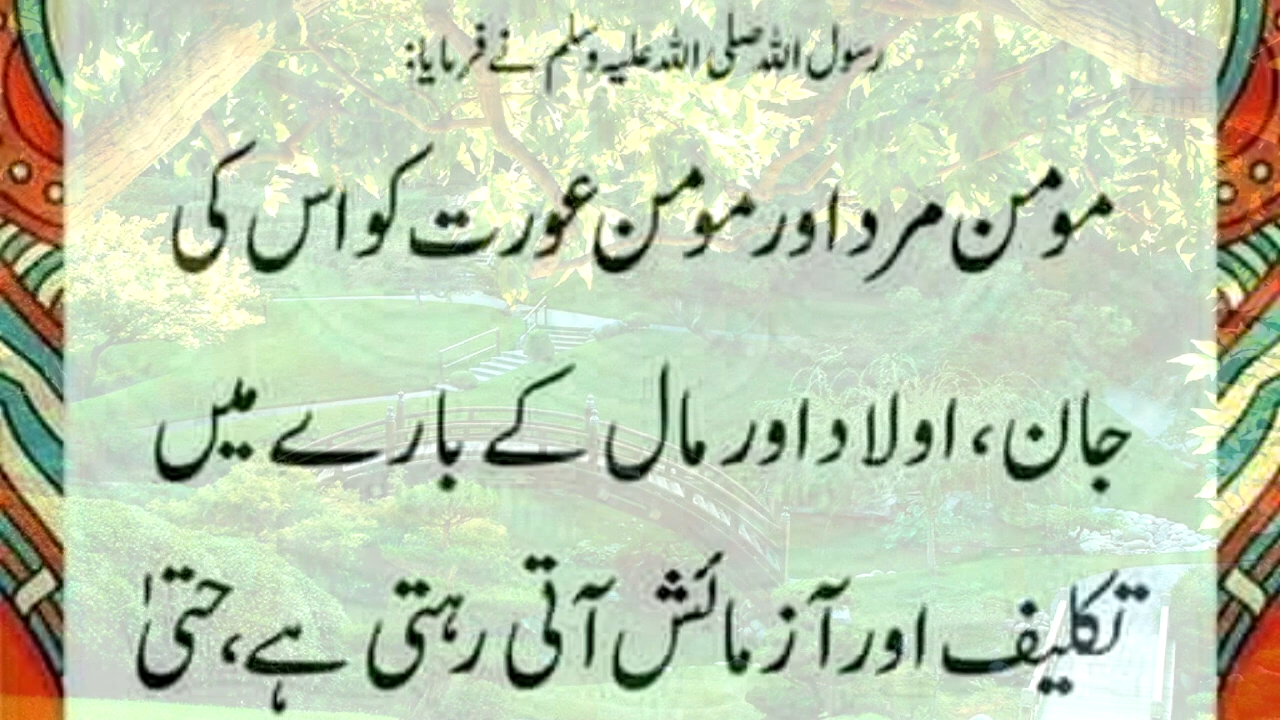 رسول اللہ صلی اللہ علیہ وسلم نے فرمایا:
مومن مرد اور مومن عورت کو اس کی
جان، اولاد اور مال کے بارے میں
تکلیف اور آزمائش آتی رہتی ہے، حتیٰ